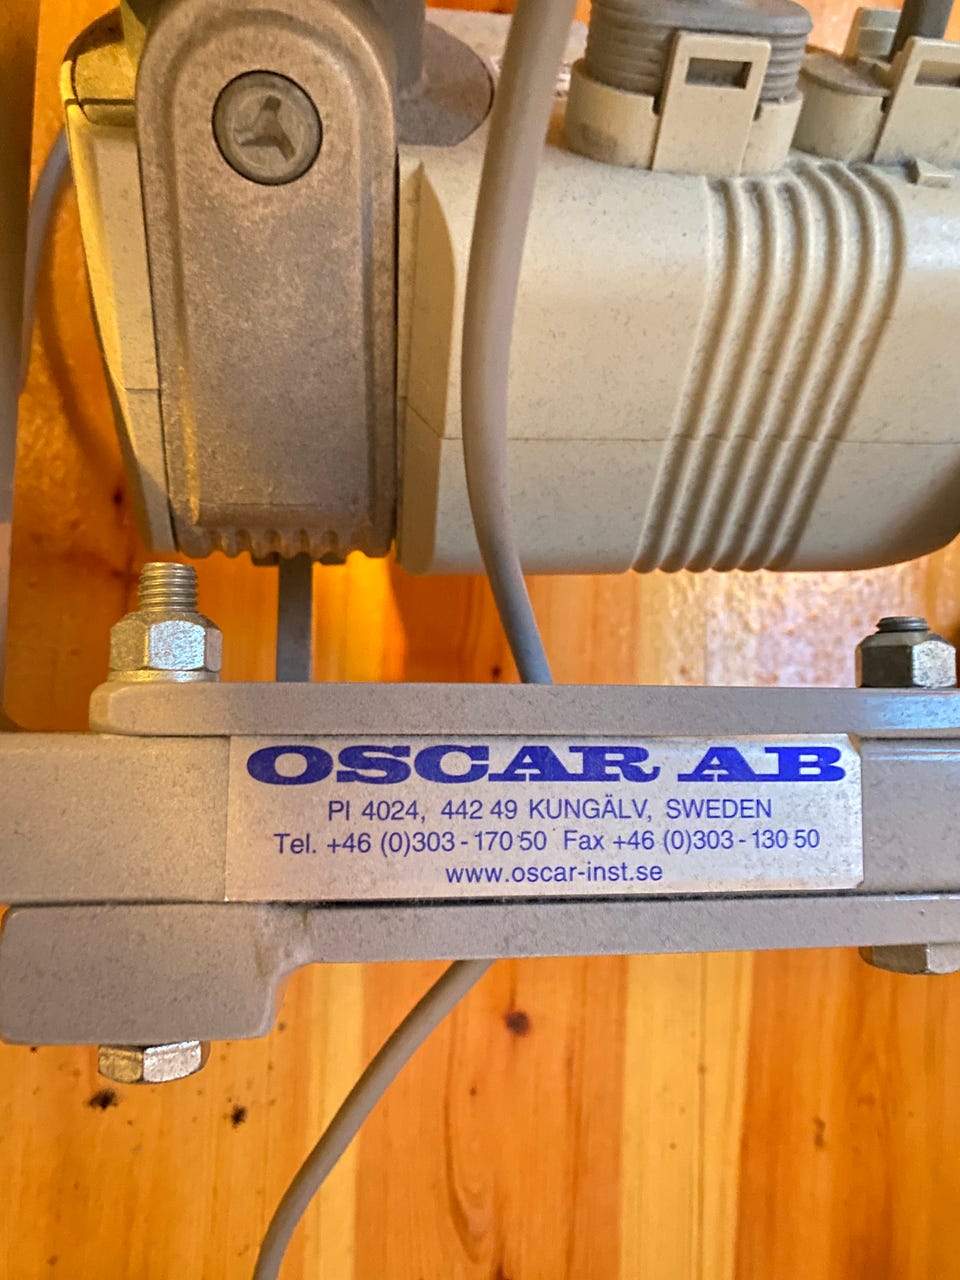 OSCAR AB
PI 4024, 442 49 KUNGÄLV, SWEDEN
Tel. +46 (0)303-170 50 Fax +46 (0)303-130 50
www.oscar-inst.se